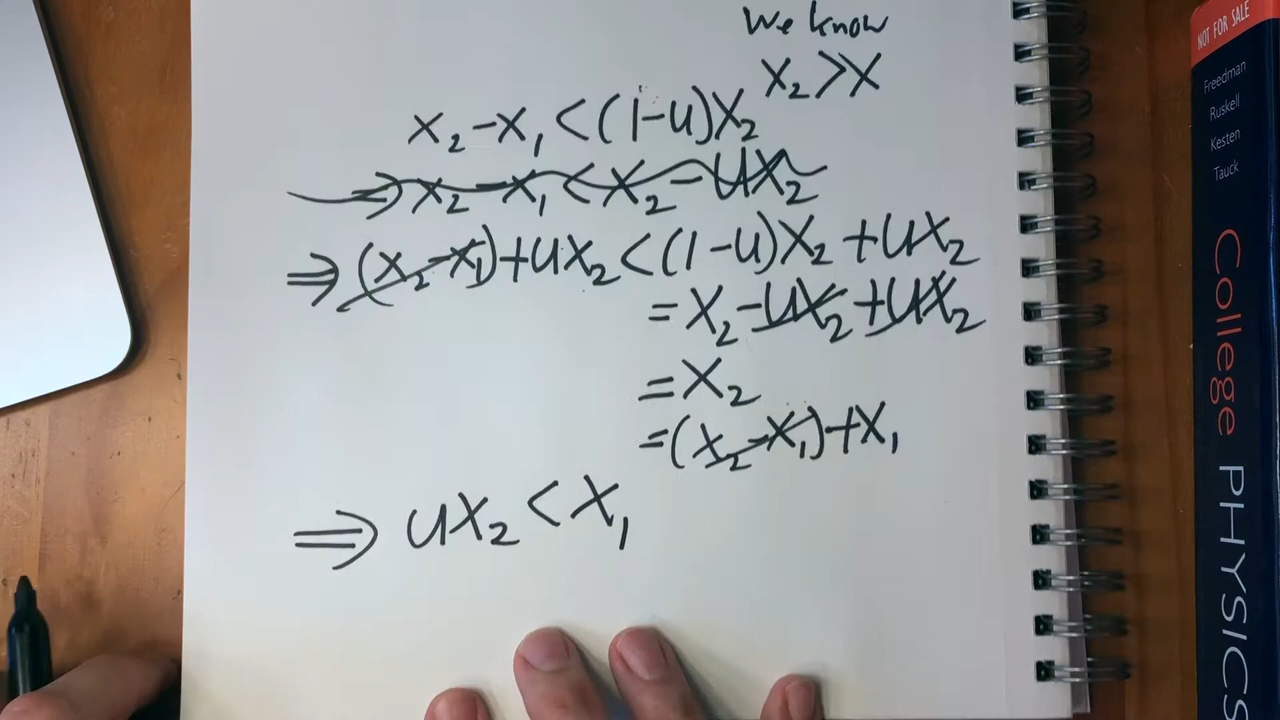 We know
x₂>x
x₂-x₁<(1-u)x₂
⇒x₂-x₁<x₂-ux₂
⇒(x₂-x₁)+ux₂<(1-u)x₂+ux₂
=x₂-ux₂+ux₂
=x₂
=(x₂-x₁)+x₁
⇒ux₂<x₁
NOT FOR SALE
Freedman
Ruskell
Kesten
Tauck
College PHYSICS